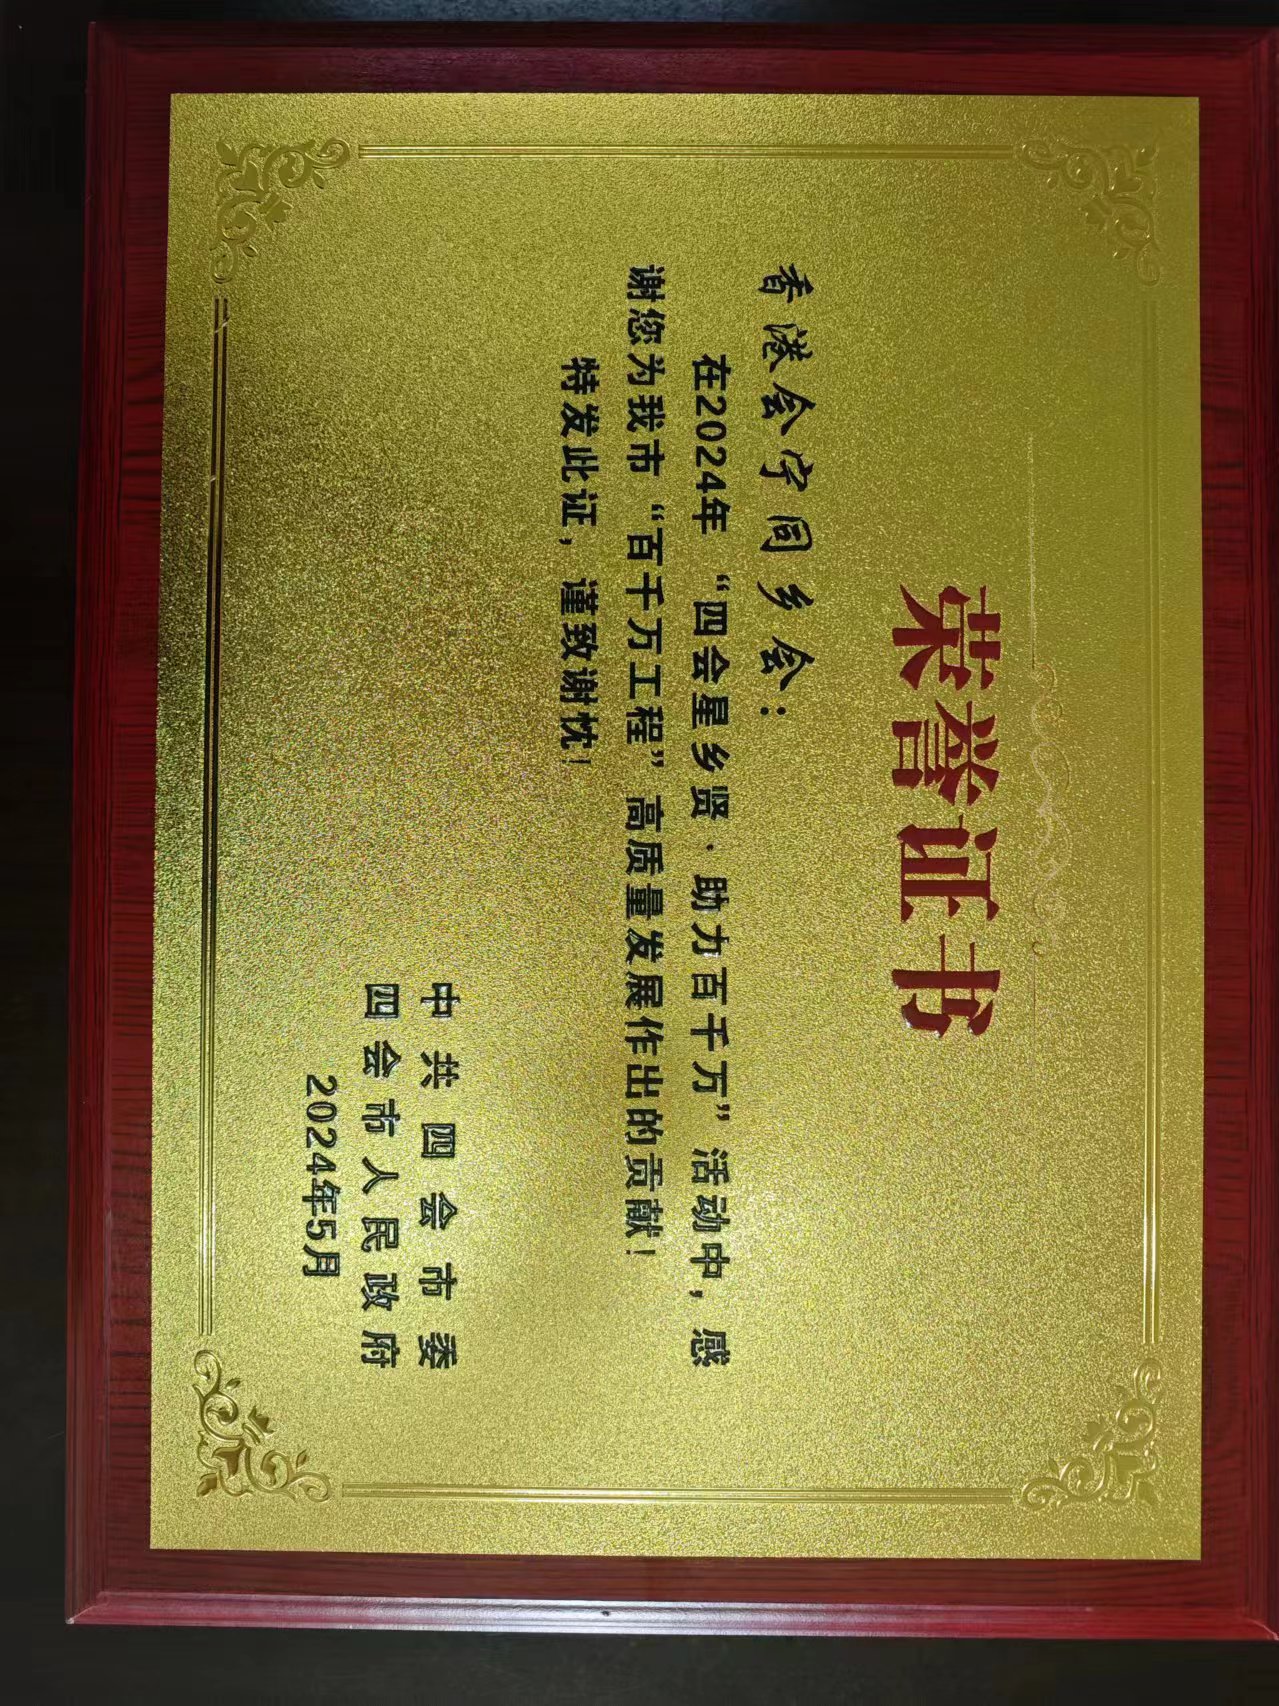 荣誉证书
香港会宁同乡会：
在2024年“四会星乡贤·助力百千万”活动中，感
谢您为我市“百千万工程”高质量发展作出的贡献！
特发此证，谨致谢忱！
中共四会市委
四会市人民政府
2024年5月